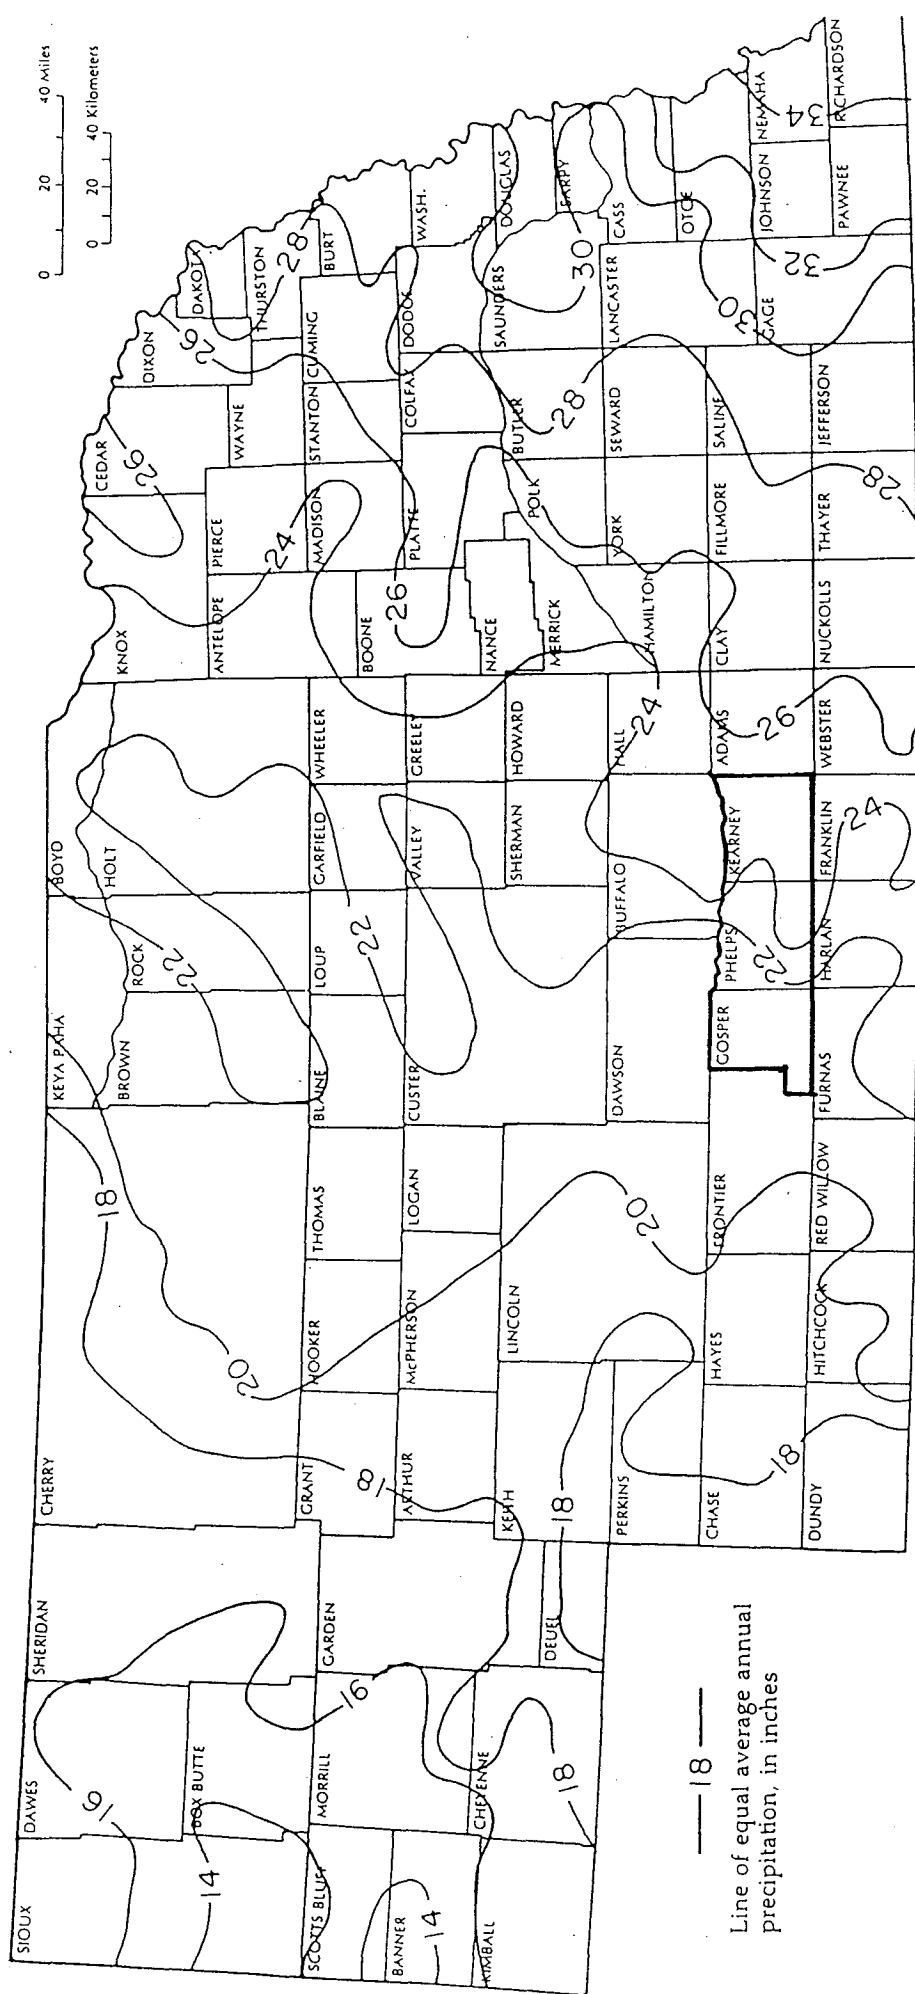 0 20 40 Miles
0 20 40 Kilometers
SIOUX
DAWES
SHERIDAN
CHERRY
KEYA PAHA
BOYD
BROWN
ROCK
HOLT
KNOX
CEDAR
DIXON
DAKOTA
BOX BUTTE
ANTELOPE
PIERCE
WAYNE
THURSTON
SCOTTS BLUFF
MORRILL
GARDEN
GRANT
HOOKER
THOMAS
BLAINE
LOUP
GARFIELD
WHEELER
MADISON
STANTON
CUMING
BURT
BANNER
ARTHUR
McPHERSON
LOGAN
CUSTER
VALLEY
GREELEY
BOONE
PLATTE
COLFAX
DODGE
WASH.
KIMBALL
CHEYENNE
DEUEL
KEITH
LINCOLN
SHERMAN
HOWARD
NANCE
MERRICK
POLK
BUTLER
SAUNDERS
DOUGLAS
SARPY
PERKINS
DAWSON
BUFFALO
HALL
HAMILTON
YORK
SEWARD
LANCASTER
CASS
OTOE
CHASE
HAYES
FRONTIER
GOSPER
PHELPS
KEARNEY
ADAMS
CLAY
FILLMORE
SALINE
GAGE
JOHNSON
NEMAHA
DUNDY
HITCHCOCK
RED WILLOW
FURNAS
HARLAN
FRANKLIN
WEBSTER
NUCKOLLS
THAYER
JEFFERSON
PAWNEE
RICHARDSON
16
14
14
16
18
18
18
18
18
20
20
22
22
22
24
24
24
26
26
26
26
28
28
28
30
30
32
34
18
Line of equal average annual
precipitation, in inches